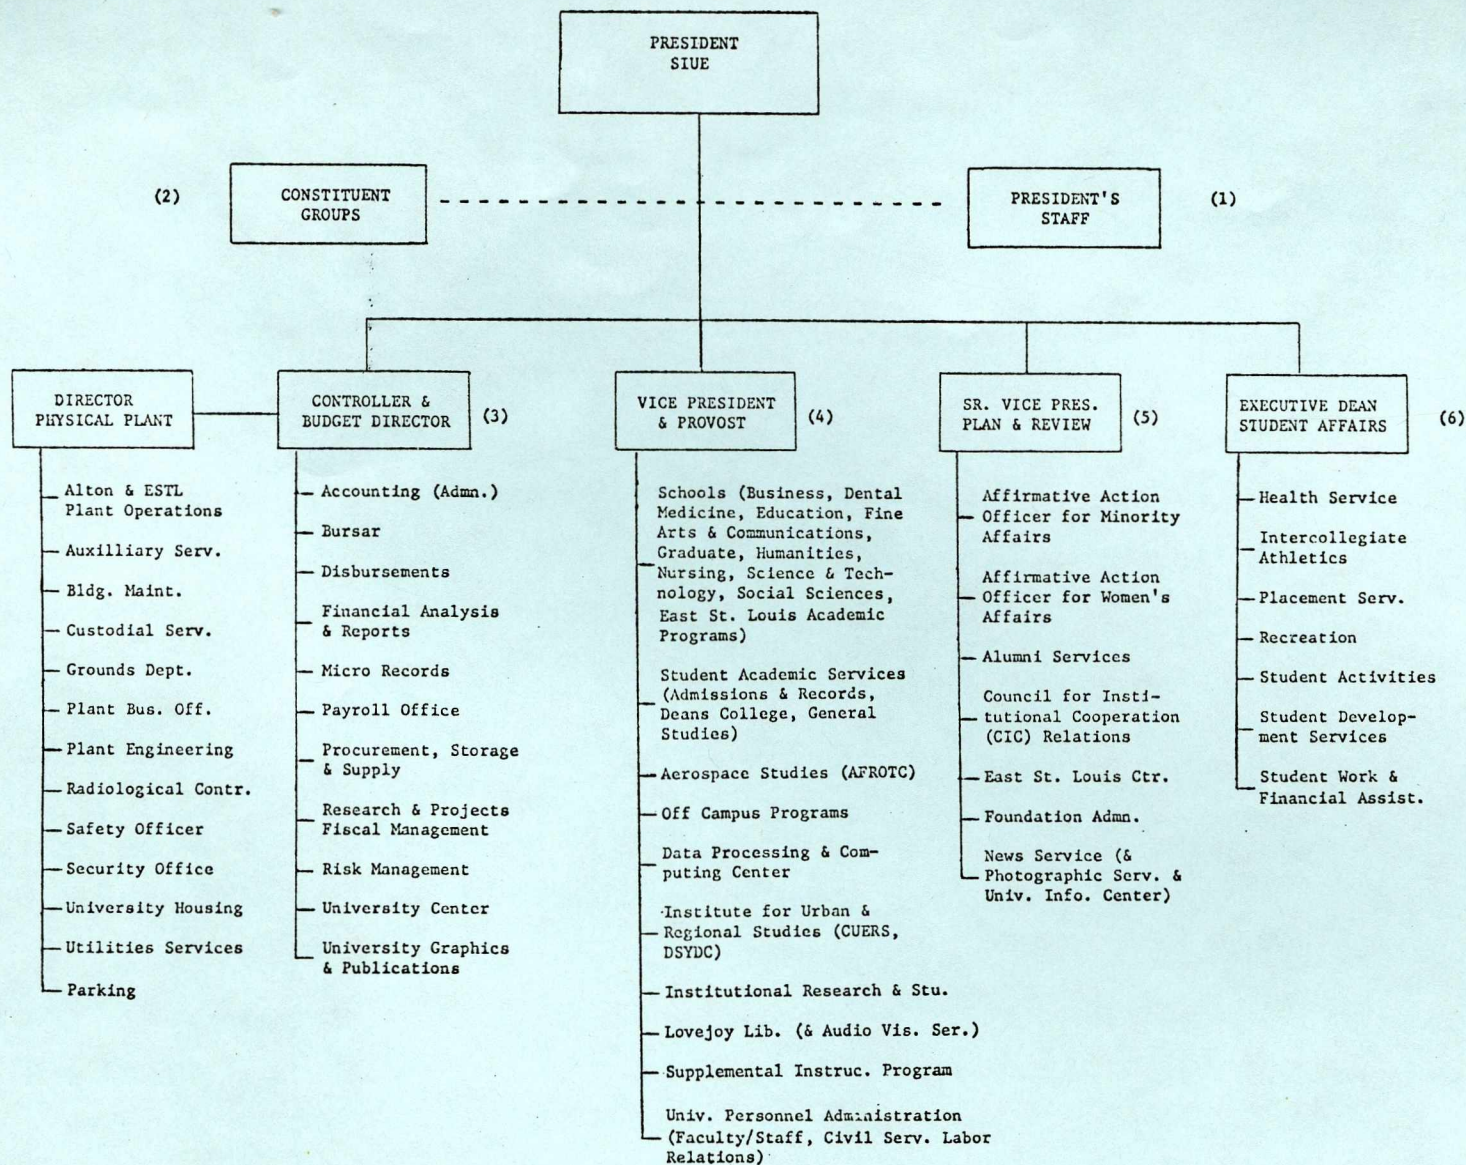 PRESIDENT
SIUE
(2)
CONSTITUENT
GROUPS
PRESIDENT'S
STAFF
(1)
DIRECTOR
PHYSICAL PLANT
Alton & ESTL
Plant Operations
Auxilliary Serv.
Bldg. Maint.
Custodial Serv.
Grounds Dept.
Plant Bus. Off.
Plant Engineering
Radiological Contr.
Safety Officer
Security Office
University Housing
Utilities Services
Parking
CONTROLLER &
BUDGET DIRECTOR
(3)
Accounting (Admn.)
Bursar
Disbursements
Financial Analysis
& Reports
Micro Records
Payroll Office
Procurement, Storage
& Supply
Research & Projects
Fiscal Management
Risk Management
University Center
University Graphics
& Publications
VICE PRESIDENT
& PROVOST
(4)
Schools (Business, Dental
Medicine, Education, Fine
Arts & Communications,
Graduate, Humanities,
Nursing, Science & Tech-
nology, Social Sciences,
East St. Louis Academic
Programs)
Student Academic Services
(Admissions & Records,
Deans College, General
Studies)
Aerospace Studies (AFROTC)
Off Campus Programs
Data Processing & Com-
puting Center
Institute for Urban &
Regional Studies (CUERS,
DSYDC)
Institutional Research & Stu.
Lovejoy Lib. (& Audio Vis. Ser.)
Supplemental Instruc. Program
Univ. Personnel Administration
(Faculty/Staff, Civil Serv. Labor
Relations)
SR. VICE PRES.
PLAN & REVIEW
(5)
Affirmative Action
Officer for Minority
Affairs
Affirmative Action
Officer for Women's
Affairs
Alumni Services
Council for Insti-
tutional Cooperation
(CIC) Relations
East St. Louis Ctr.
Foundation Admn.
News Service (&
Photographic Serv. &
Univ. Info. Center)
EXECUTIVE DEAN
STUDENT AFFAIRS
(6)
Health Service
Intercollegiate
Athletics
Placement Serv.
Recreation
Student Activities
Student Develop-
ment Services
Student Work &
Financial Assist.